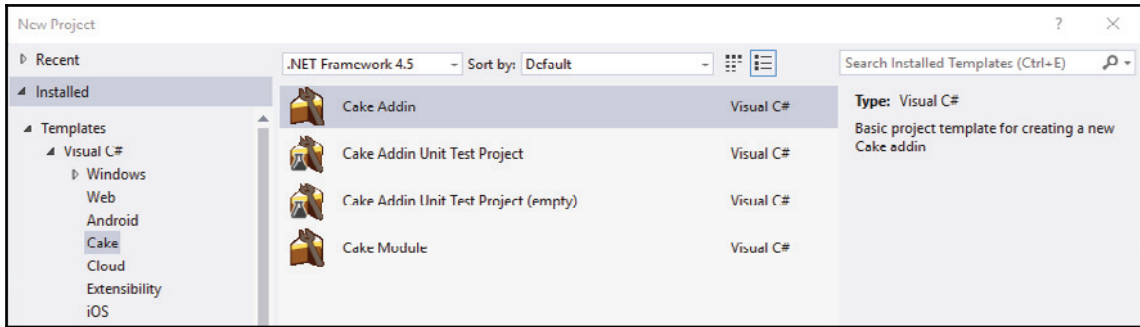 New Project ?
Recent
Installed
Templates
Visual C#
Windows
Web
Android
Cake
Cloud
Extensibility
iOS
.NET Framework 4.5 Sort by: Default
Cake Addin Visual C#
Cake Addin Unit Test Project Visual C#
Cake Addin Unit Test Project (empty) Visual C#
Cake Module Visual C#
Search Installed Templates (Ctrl+E)
Type: Visual C#
Basic project template for creating a new
Cake addin